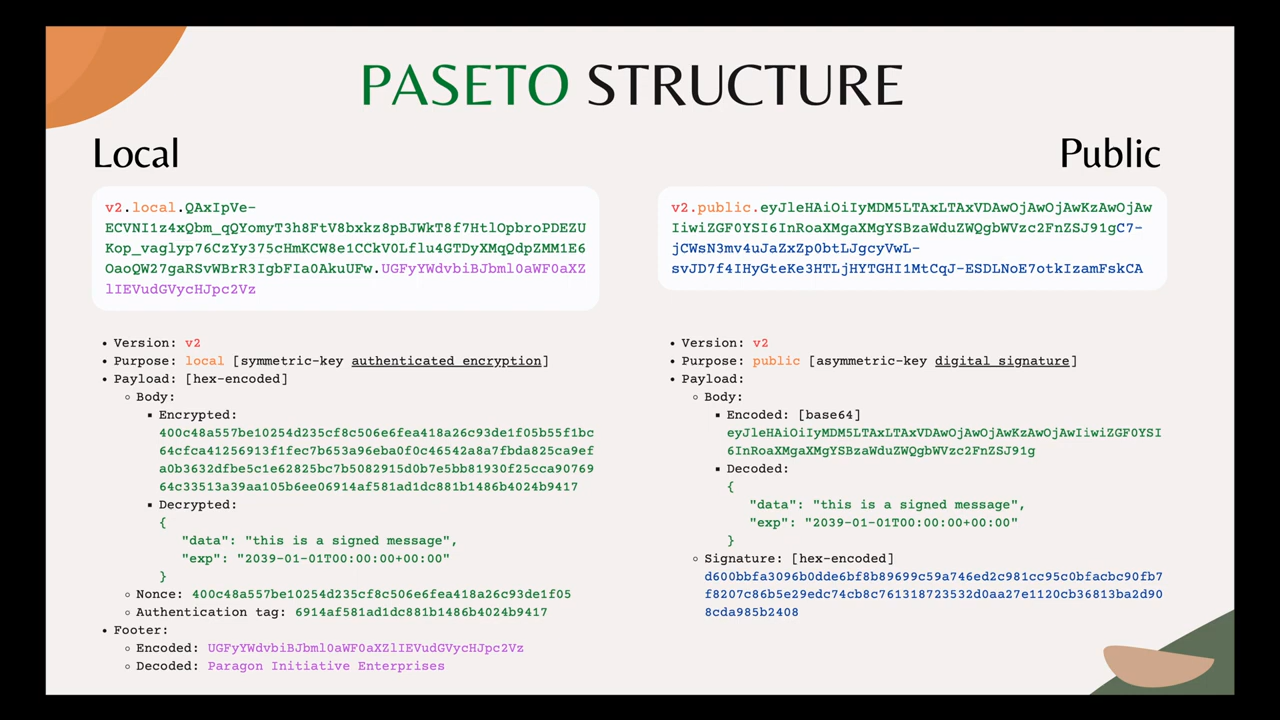 PASETO STRUCTURE
Local
v2.local.QAxIpVe-
ECVNI1z4xQbm_qQYomyT3h8FtV8bxkz8pBJWkT8f7HtlOpbroPDEZU
Kop_vaglyp76CzYy375cHmKCW8e1CCkV0Lflu4GTDyXMqQdpZMM1E6
OaoQW27gaRSvWBrR3IgbFIa0AkuUFw.UGFyYWdvbiBJbml0aWF0aXZ
lIEVudGVycHJpc2Vz
• Version: v2
• Purpose: local [symmetric-key authenticated encryption]
• Payload: [hex-encoded]
◦ Body:
▪ Encrypted:
400c48a557be10254d235cf8c506e6fea418a26c93de1f05b55f1bc
64cfca41256913f1fec7b653a96eba0f0c46542a8a7fbda825ca9ef
a0b3632dfbe5c1e62825bc7b5082915d0b7e5bb81930f25cca90769
64c33513a39aa105b6ee06914af581ad1dc881b1486b4024b9417
▪ Decrypted:
{
"data": "this is a signed message",
"exp": "2039-01-01T00:00:00+00:00"
}
◦ Nonce: 400c48a557be10254d235cf8c506e6fea418a26c93de1f05
◦ Authentication tag: 6914af581ad1dc881b1486b4024b9417
• Footer:
◦ Encoded: UGFyYWdvbiBJbml0aWF0aXZlIEVudGVycHJpc2Vz
◦ Decoded: Paragon Initiative Enterprises
Public
v2.public.eyJleHAiOiIyMDM5LTAxLTAxVDAwOjAwOjAwKzAwOjAw
IiwiZGF0YSI6InRoaXMgaXMgYSBzaWduZWQgbWVzc2FnZSJ91gC7-
jCWsN3mv4uJaZxZp0btLJgcyVwL-
svJD7f4IHyGteKe3HTLjHYTGHI1MtCqJ-ESDLNoE7otkIzamFskCA
• Version: v2
• Purpose: public [asymmetric-key digital signature]
• Payload:
◦ Body:
▪ Encoded: [base64]
eyJleHAiOiIyMDM5LTAxLTAxVDAwOjAwOjAwKzAwOjAwIiwiZGF0YSI
6InRoaXMgaXMgYSBzaWduZWQgbWVzc2FnZSJ91g
▪ Decoded:
{
"data": "this is a signed message",
"exp": "2039-01-01T00:00:00+00:00"
}
◦ Signature: [hex-encoded]
d600bbfa3096b0dde6bf8b89699c59a746ed2c981cc95c0bfacbc90fb7
f8207c86b5e29edc74cb8c761318723532d0aa27e1120cb36813ba2d90
8cda985b2408